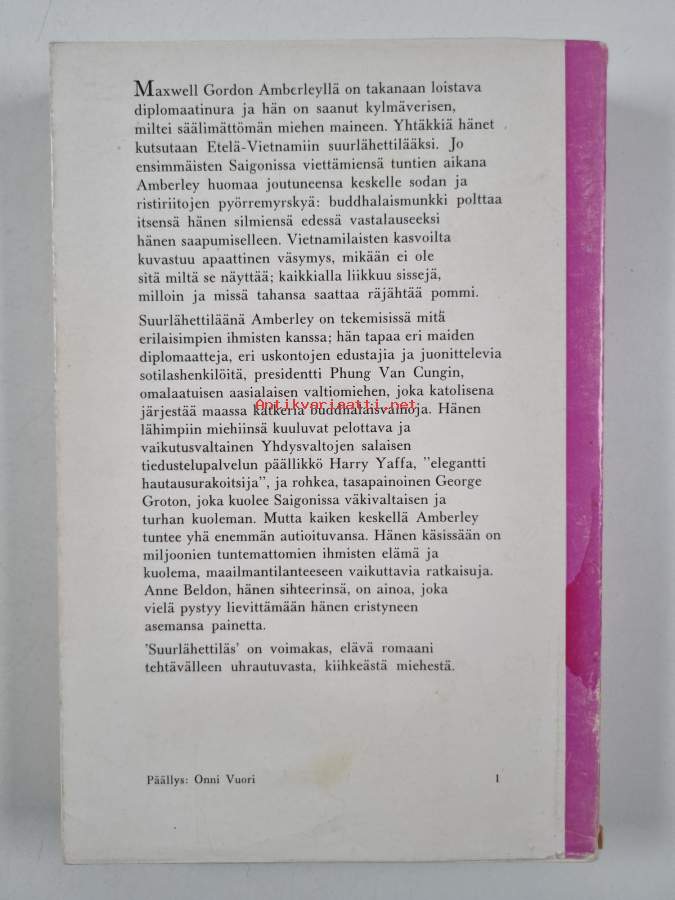 Maxwell Gordon Amberleyllä on takanaan loistava
diplomaatinura ja hän on saanut kylmäverisen,
miltei säälimättömän miehen maineen. Yhtäkkiä hänet
kutsutaan Etelä-Vietnamiin suurlähettilääksi. Jo
ensimmäisten Saigonissa viettämiensä tuntien aikana
Amberley huomaa joutuneensa keskelle sodan ja
ristiriitojen pyörremyrskyä: buddhalaismunkki polttaa
itsensä hänen silmiensä edessä vastalauseeksi
hänen saapumiselleen. Vietnamilaisten kasvoilta
kuvastuu apaattinen väsymys, mikään ei ole
sitä miltä se näyttää; kaikkialla liikkuu sissejä,
milloin ja missä tahansa saattaa räjähtää pommi.
Suurlähettiläänä Amberley on tekemisissä mitä
erilaisimpien ihmisten kanssa; hän tapaa eri maiden
diplomaatteja, eri uskontojen edustajia ja juonittelevia
sotilashenkilöitä, presidentti Phung Van Cungin,
omalaatuisen aasialaisen valtiomiehen, joka katolisena
Antikvariaatti.net
järjestää maassa katkeria buddhalaisvainoja. Hänen
lähimpiin miehiinsä kuuluvat pelottava ja
vaikutusvaltainen Yhdysvaltojen salaisen
tiedustelupalvelun päällikkö Harry Yaffa, ”elegantti
hautausurakoitsija”, ja rohkea, tasapainoinen George
Groton, joka kuolee Saigonissa väkivaltaisen ja
turhan kuoleman. Mutta kaiken keskellä Amberley
tuntee yhä enemmän autioituvansa. Hänen käsissään on
miljoonien tuntemattomien ihmisten elämä ja
kuolema, maailmantilanteeseen vaikuttavia ratkaisuja.
Anne Beldon, hänen sihteerinsä, on ainoa, joka
vielä pystyy lievittämään hänen eristyneen
asemansa painetta.
’Suurlähettiläs’ on voimakas, elävä romaani
tehtävälleen uhrautuvasta, kiihkeästä miehestä.
Päällys: Onni Vuori 1